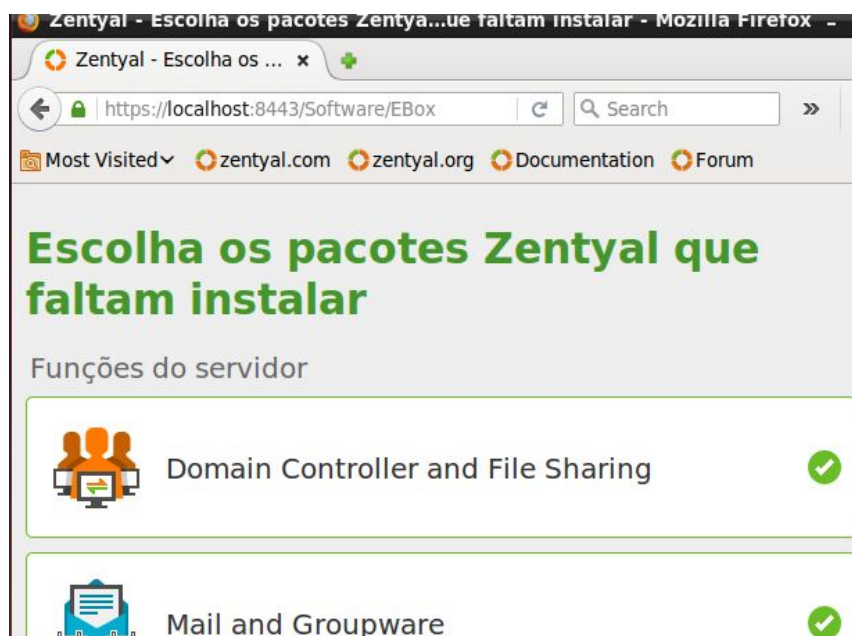 Zentyal - Escolha os pacotes Zentya...ue faltam instalar - Mozilla Firefox
Zentyal - Escolha os ...
https://localhost:8443/Software/EBox Search
Most Visited zentyal.com zentyal.org Documentation Forum
Escolha os pacotes Zentyal que
faltam instalar
Funções do servidor
Domain Controller and File Sharing
Mail and Groupware